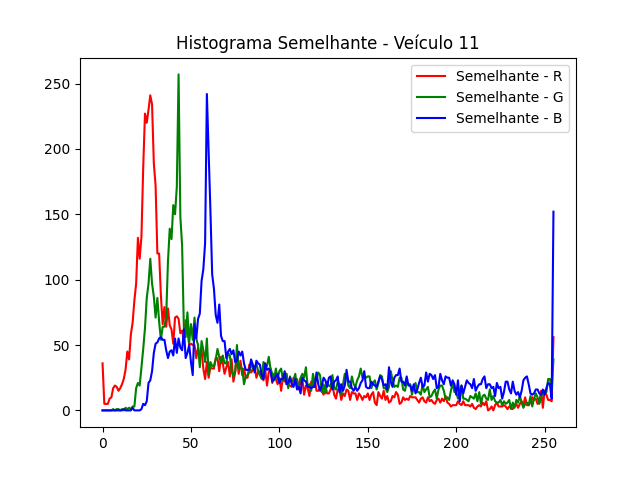 Histograma Semelhante - Veículo 11
Semelhante - R
Semelhante - G
Semelhante - B
250
200
150
100
50
0
0 50 100 150 200 250